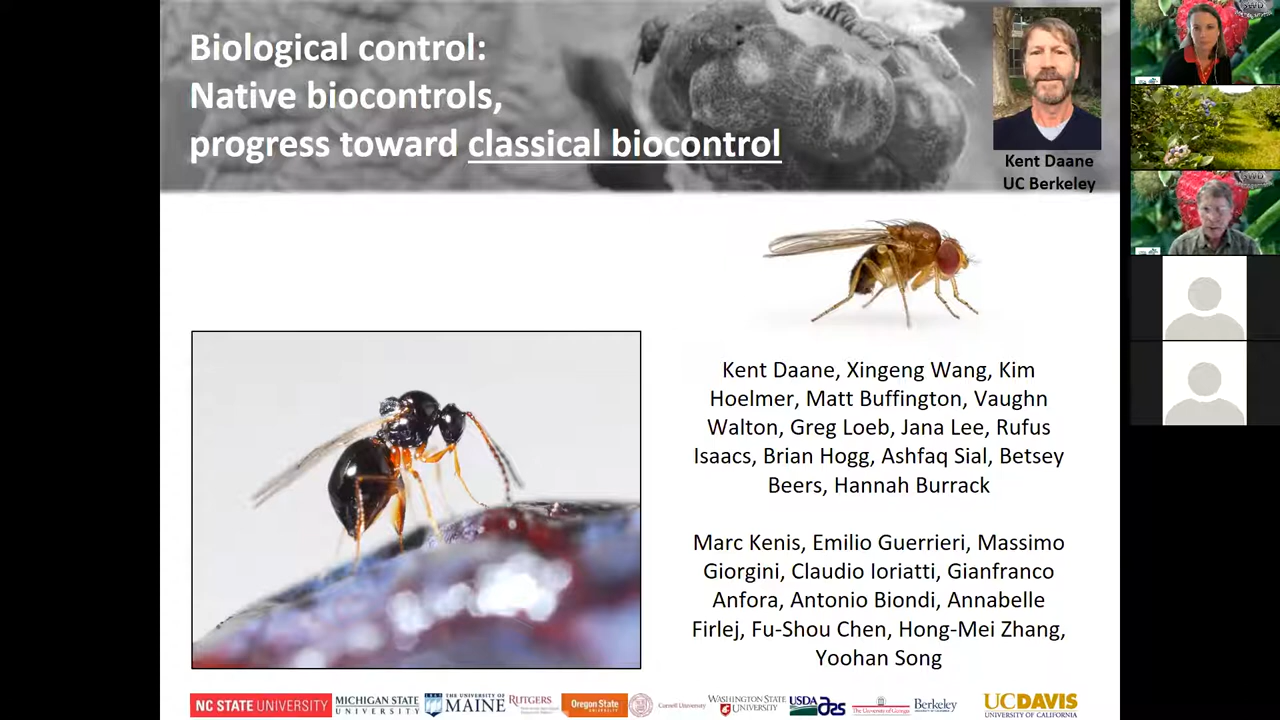 Biological control:
Native biocontrols,
progress toward classical biocontrol
Kent Daane
UC Berkeley
Kent Daane, Xingeng Wang, Kim
Hoelmer, Matt Buffington, Vaughn
Walton, Greg Loeb, Jana Lee, Rufus
Isaacs, Brian Hogg, Ashfaq Sial, Betsey
Beers, Hannah Burrack
Marc Kenis, Emilio Guerrieri, Massimo
Giorgini, Claudio Ioriatti, Gianfranco
Anfora, Antonio Biondi, Annabelle
Firlej, Fu-Shou Chen, Hong-Mei Zhang,
Yoohan Song
NC STATE UNIVERSITY
MICHIGAN STATE
UNIVERSITY
THE UNIVERSITY OF
MAINE
RUTGERS
Oregon State
UNIVERSITY
Cornell University
WASHINGTON STATE
UNIVERSITY
USDA
Berkeley
UCDAVIS
UNIVERSITY OF CALIFORNIA